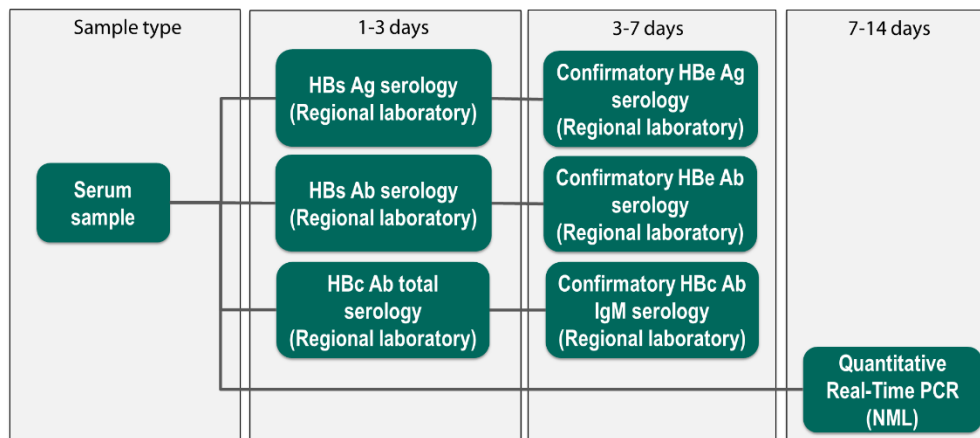 Sample type
1-3 days
3-7 days
7-14 days
Serum
sample
HBs Ag serology
(Regional laboratory)
Confirmatory HBe Ag
serology
(Regional laboratory)
HBs Ab serology
(Regional laboratory)
Confirmatory HBe Ab
serology
(Regional laboratory)
HBc Ab total
serology
(Regional laboratory)
Confirmatory HBc Ab
IgM serology
(Regional laboratory)
Quantitative
Real-Time PCR
(NML)